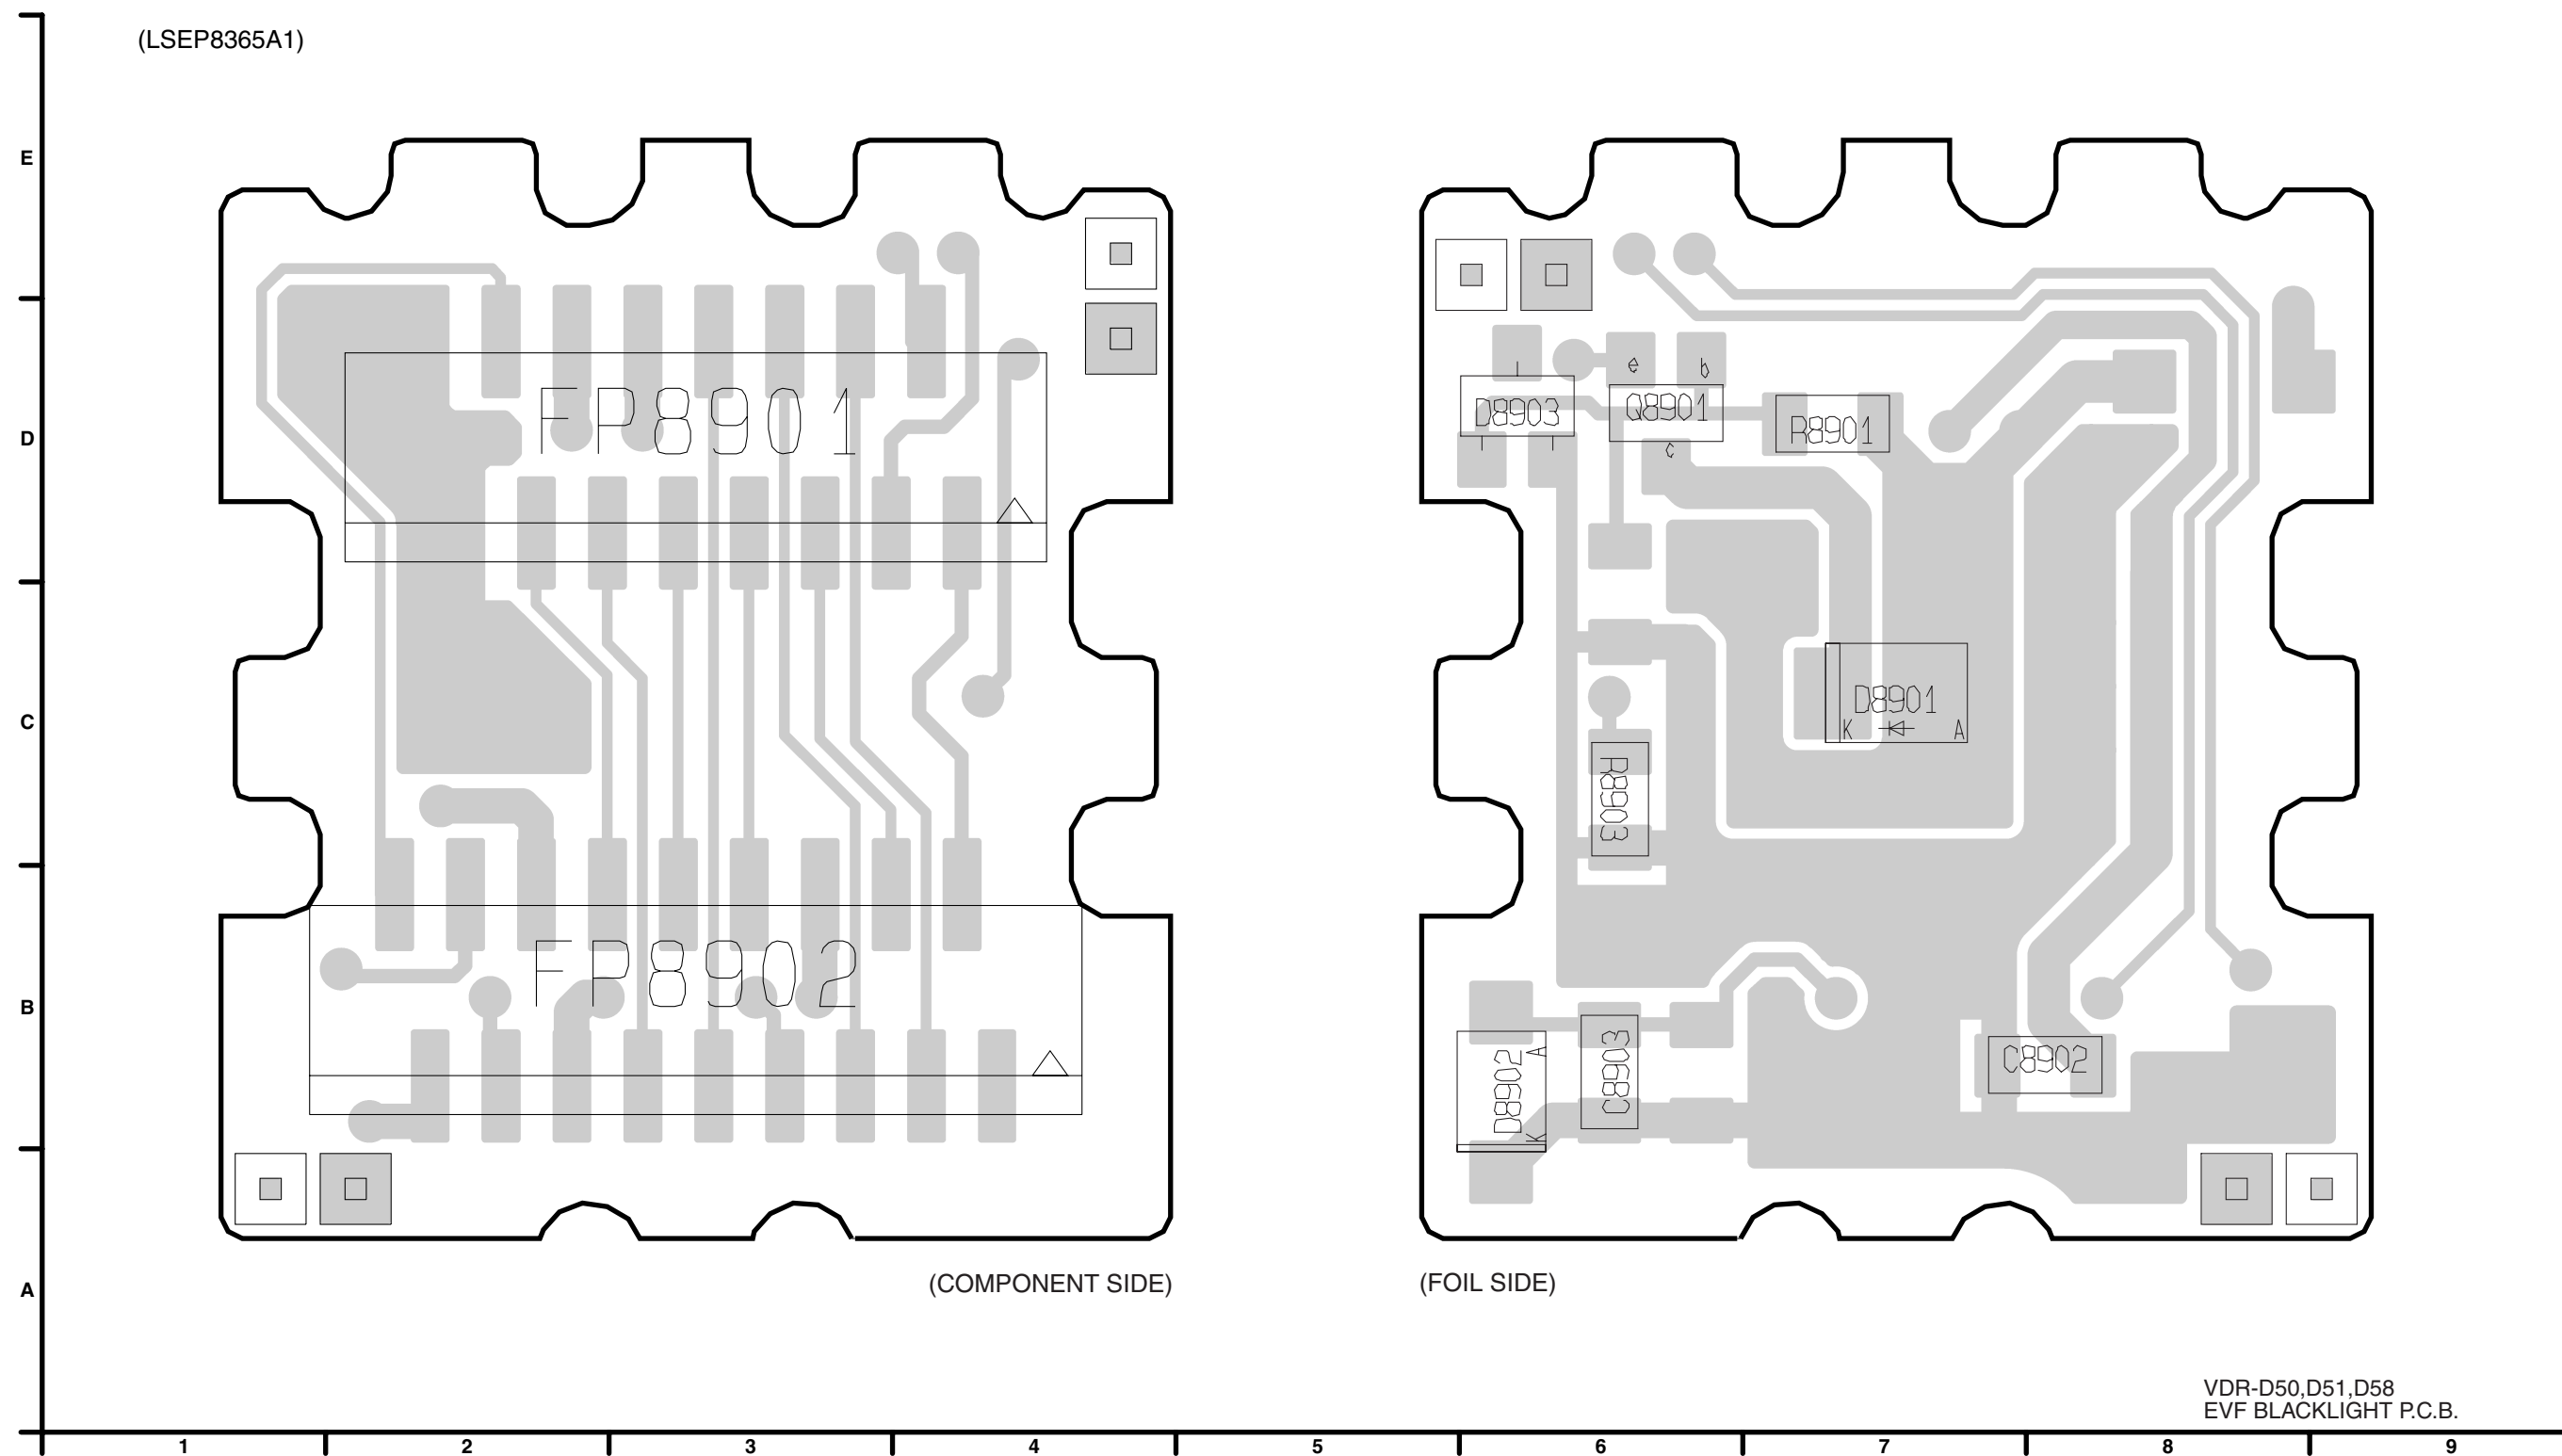 (LSEP8365A1)
E
D
C
B
A
FP8901
FP8902
(COMPONENT SIDE)
e b
D8903 Q8901 R8901
c
D8901
K A
R8903
D8902
A
K
C8903
C8902
(FOIL SIDE)
VDR-D50,D51,D58
EVF BLACKLIGHT P.C.B.
1 2 3 4 5 6 7 8 9